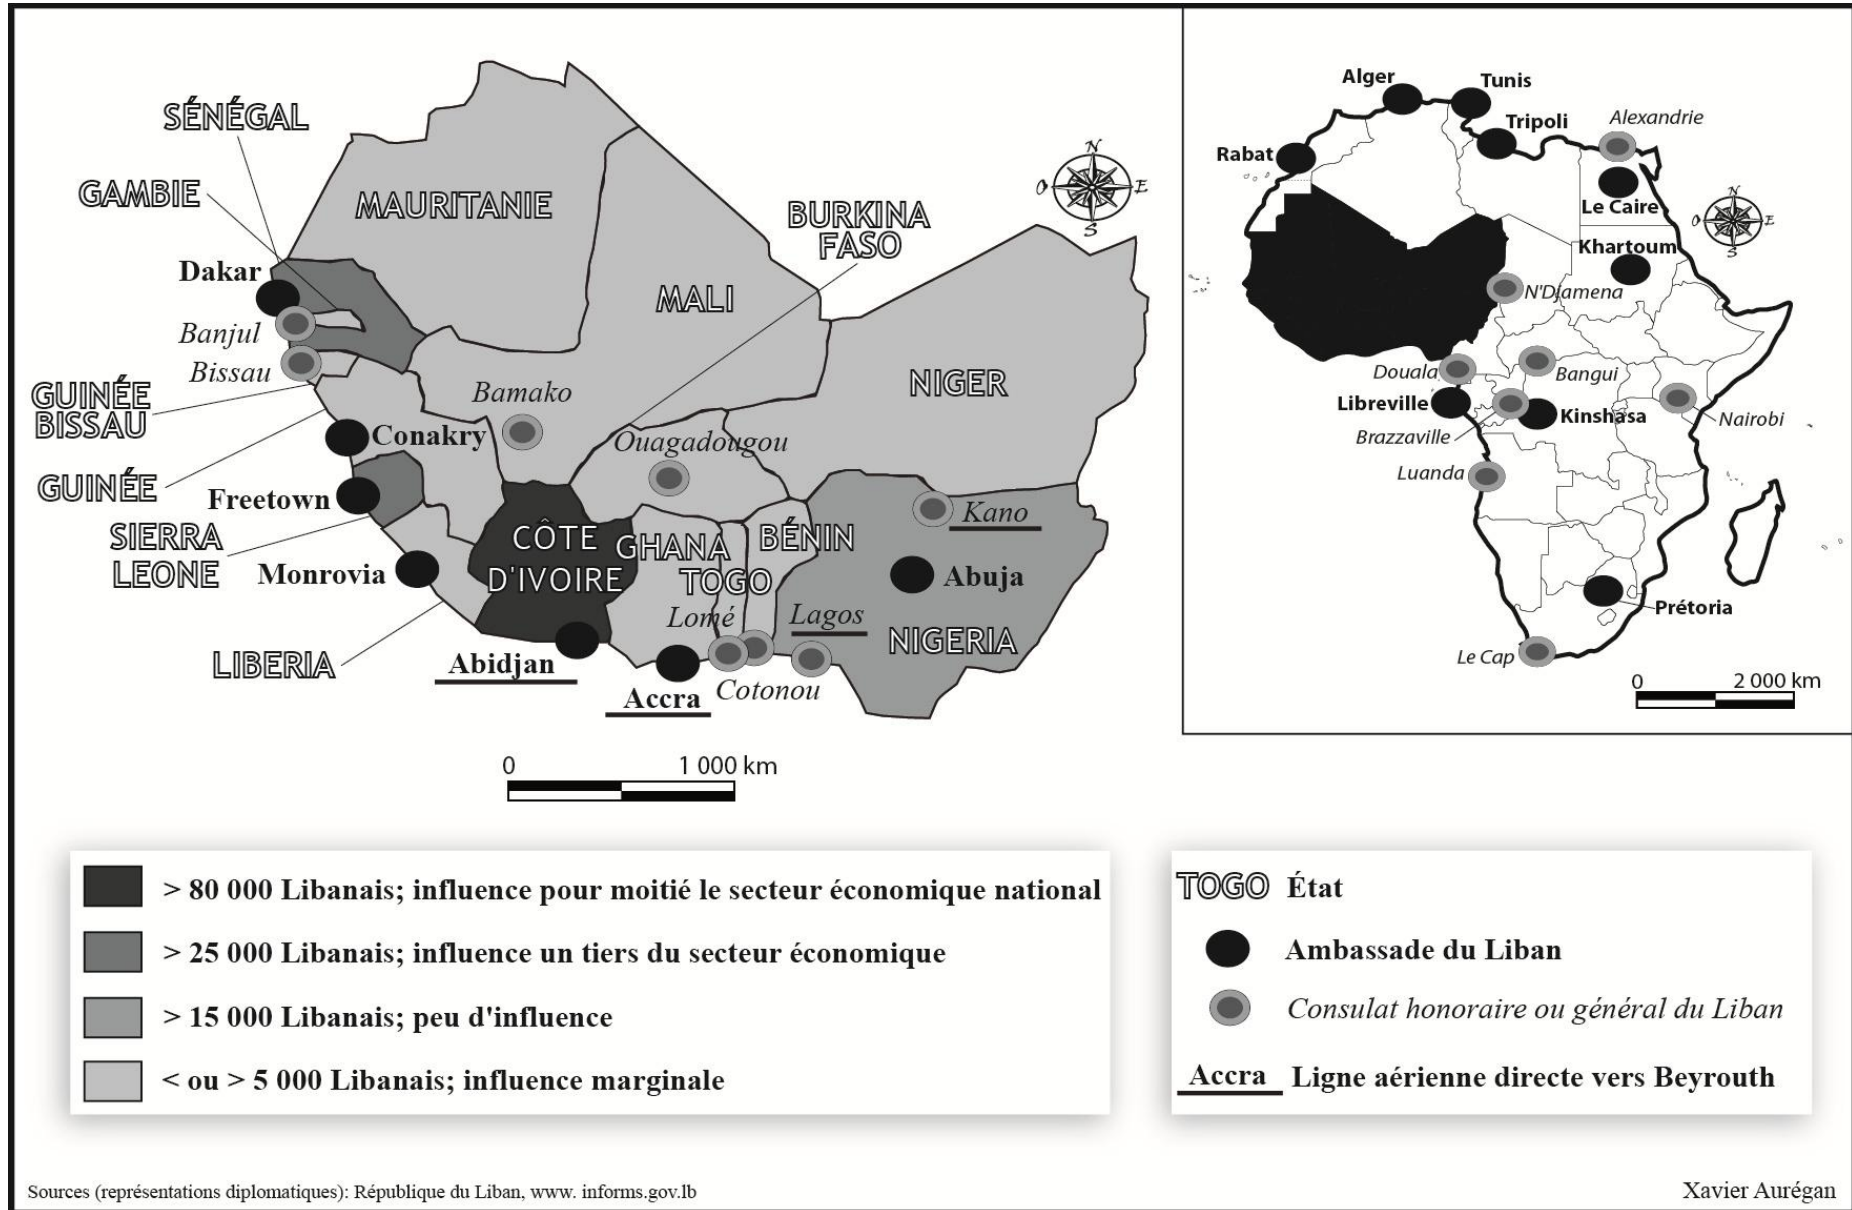 SÉNÉGAL
GAMBIE
MAURITANIE
BURKINA
FASO
MALI
NIGER
Dakar
Banjul
Bissau
GUINÉE
BISSAU
Bamako
Conakry
Ouagadougou
GUINÉE
Freetown
Kano
SIERRA
LEONE
CÔTE
D'IVOIRE
GHANA
TOGO
BÉNIN
Monrovia
Abuja
Lomé
Lagos
NIGERIA
LIBERIA
Abidjan
Accra
Cotonou
N
O
E
S
0
1 000 km
Alger
Tunis
Tripoli
Alexandrie
Rabat
Le Caire
N
O
E
S
Khartoum
N'Djamena
Douala
Bangui
Libreville
Kinshasa
Nairobi
Brazzaville
Luanda
Prétoria
Le Cap
0
2 000 km
> 80 000 Libanais; influence pour moitié le secteur économique national
> 25 000 Libanais; influence un tiers du secteur économique
> 15 000 Libanais; peu d'influence
< ou > 5 000 Libanais; influence marginale
TOGO État
Ambassade du Liban
Consulat honoraire ou général du Liban
Accra Ligne aérienne directe vers Beyrouth
Sources (représentations diplomatiques): République du Liban, www. informs.gov.lb
Xavier Aurégan